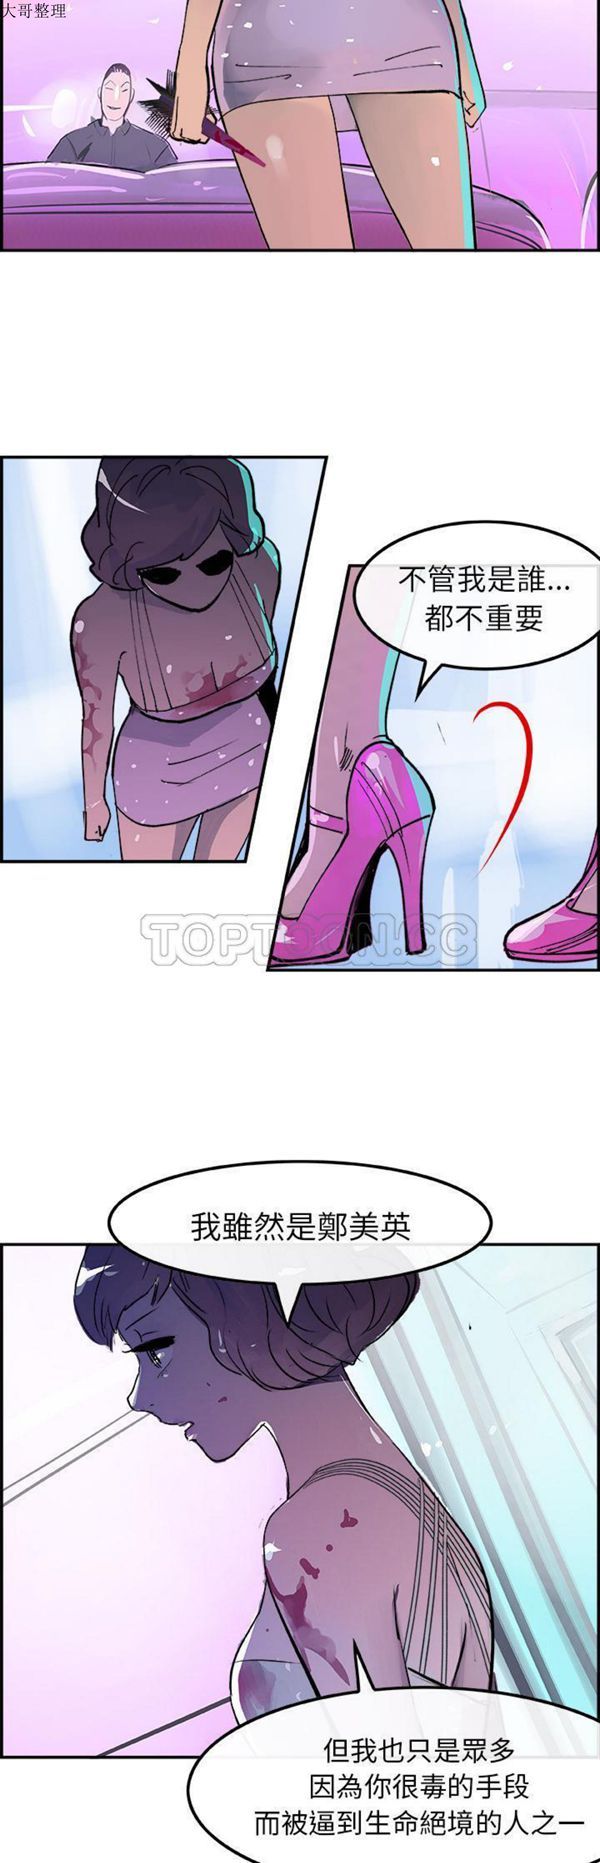 大哥整理
不管我是誰...
都不重要
TOPTOON.CC
我雖然是鄭美英
但我也只是眾多
因為你很毒的手段
而被逼到生命絕境的人之一